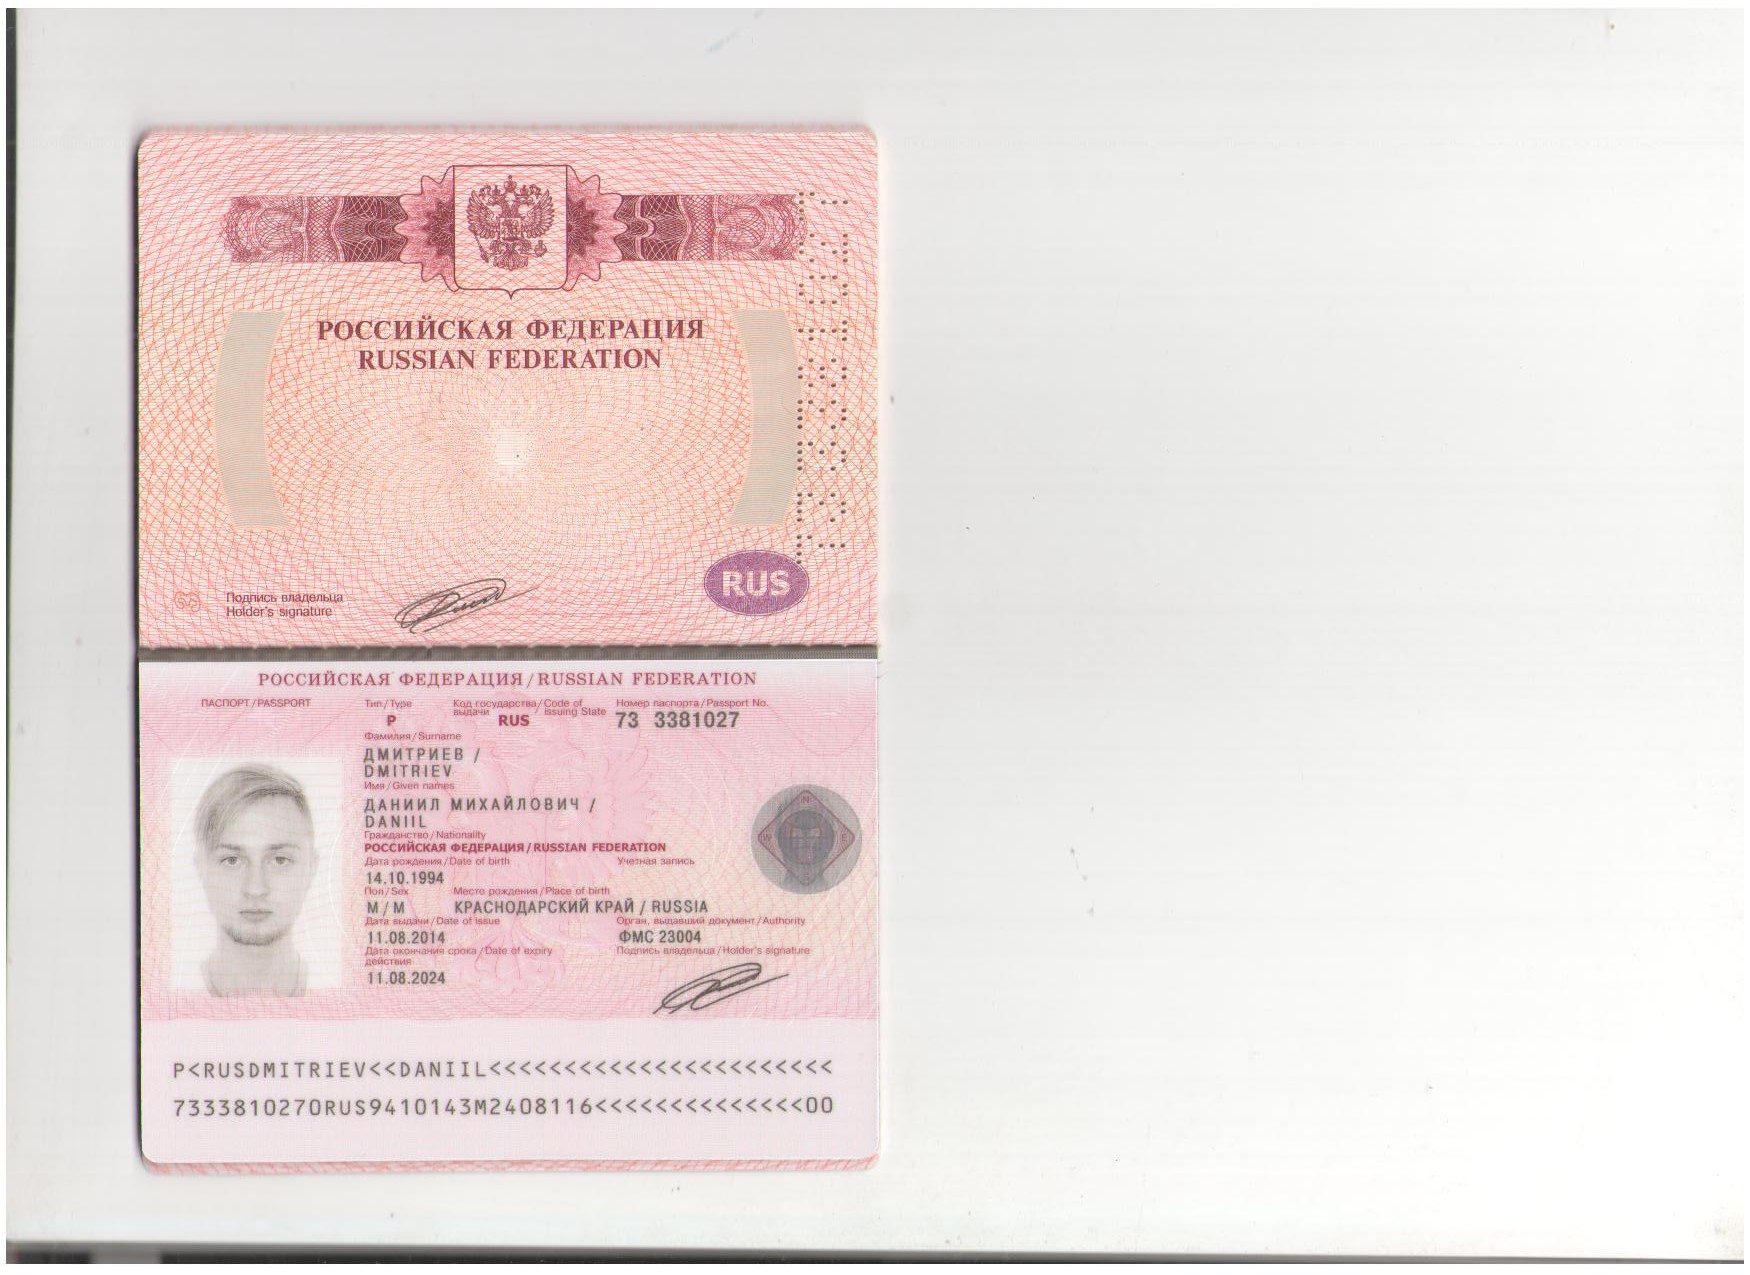 РОССИЙСКАЯ ФЕДЕРАЦИЯ
RUSSIAN FEDERATION
73 3381027
RUS
Подпись владельца
Holder's signature
РОССИЙСКАЯ ФЕДЕРАЦИЯ / RUSSIAN FEDERATION
ПАСПОРТ / PASSPORT
Тип / Type
P
Код государства / Code of
выдачи issuing State
RUS
Номер паспорта / Passport No.
73 3381027
Фамилия / Surname
ДМИТРИЕВ /
DMITRIEV
Имя / Given names
ДАНИИЛ МИХАЙЛОВИЧ /
DANIIL
Гражданство / Nationality
РОССИЙСКАЯ ФЕДЕРАЦИЯ / RUSSIAN FEDERATION
Дата рождения / Date of birth
Учетная запись
14.10.1994
Пол / Sex
Место рождения / Place of birth
М / M
КРАСНОДАРСКИЙ КРАЙ / RUSSIA
Дата выдачи / Date of issue
Орган, выдавший документ / Authority
11.08.2014
ФМС 23004
Дата окончания срока / Date of expiry
действия
Подпись владельца / Holder's signature
11.08.2024
N
W
E
P<RUSDMITRIEV<<DANIIL<<<<<<<<<<<<<<<<<<<<<<<
7333810270RUS9410143M2408116<<<<<<<<<<<<<<00